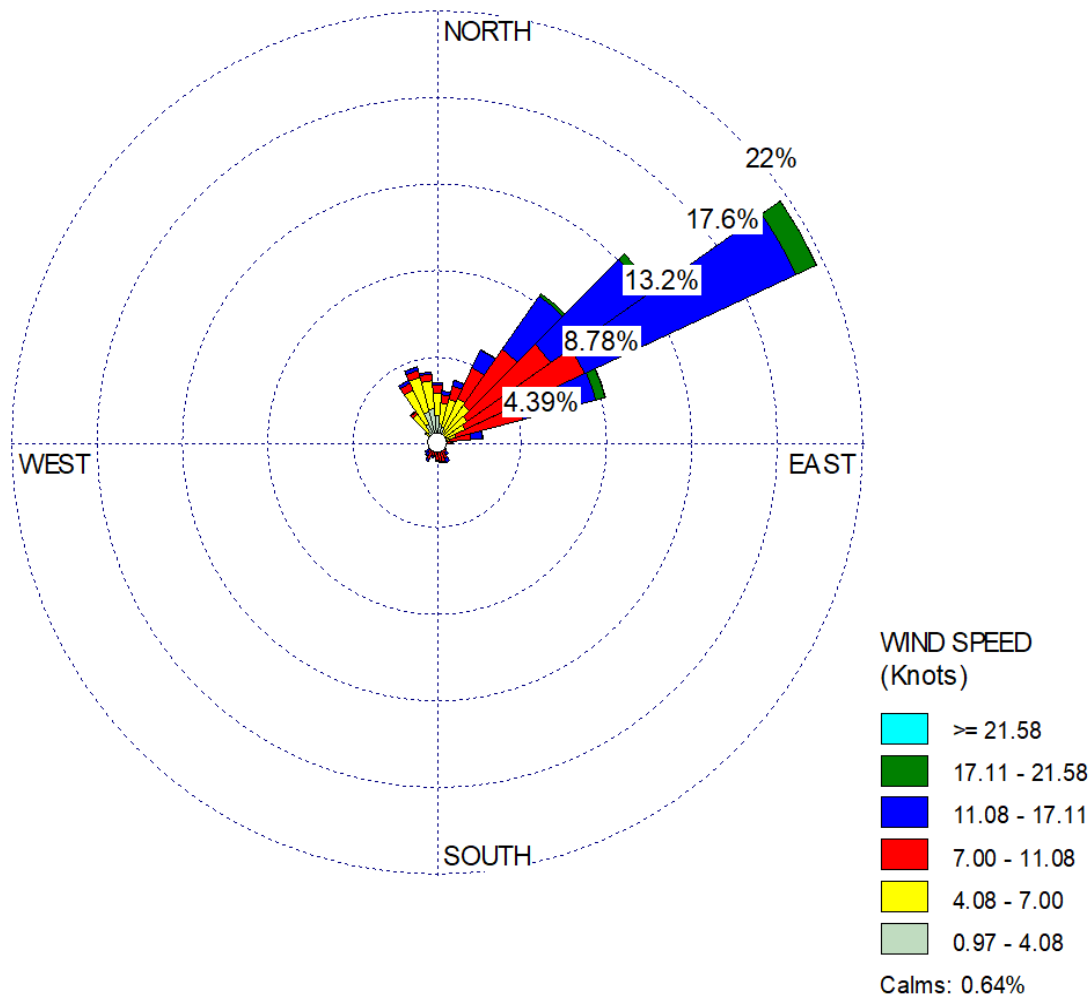 NORTH
22%
17.6%
13.2%
8.78%
4.39%
WEST
EAST
SOUTH
WIND SPEED
(Knots)
>= 21.58
17.11 - 21.58
11.08 - 17.11
7.00 - 11.08
4.08 - 7.00
0.97 - 4.08
Calms: 0.64%